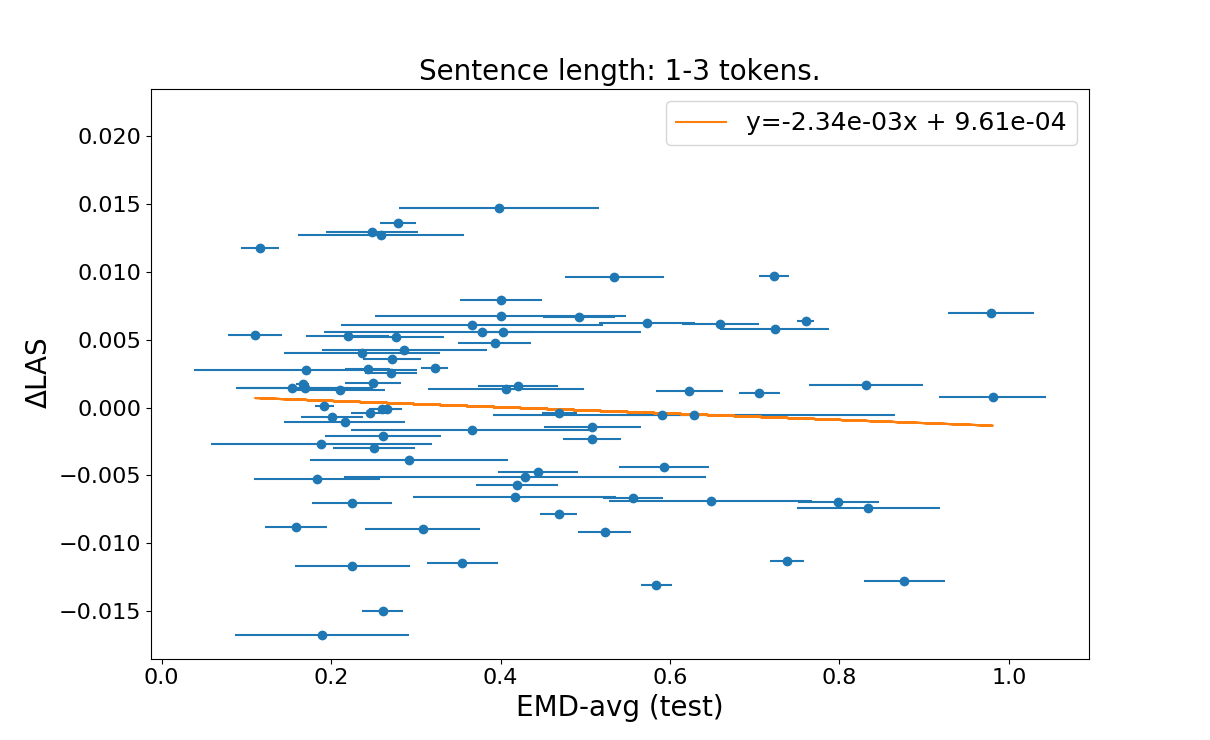 Sentence length: 1-3 tokens.
y=-2.34e-03x + 9.61e-04
0.020
0.015
0.010
0.005
0.000
−0.005
−0.010
−0.015
ΔLAS
0.0 0.2 0.4 0.6 0.8 1.0
EMD-avg (test)